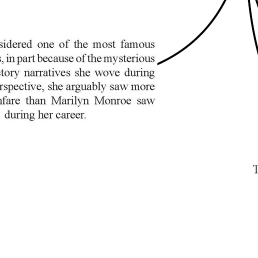 sidered one of the most famous
, in part because of the mysterious
tory narratives she wove during
rspective, she arguably saw more
nfare than Marilyn Monroe saw
during her career.
T